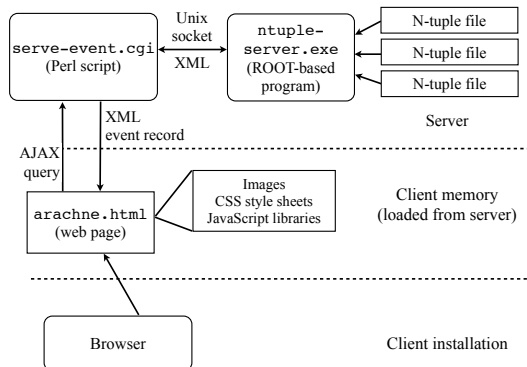 serve-event.cgi
(Perl script)
Unix
socket
XML
ntuple-
server.exe
(ROOT-based
program)
N-tuple file
N-tuple file
N-tuple file
Server
XML
event record
AJAX
query
arachne.html
(web page)
Images
CSS style sheets
JavaScript libraries
Client memory
(loaded from server)
Browser
Client installation